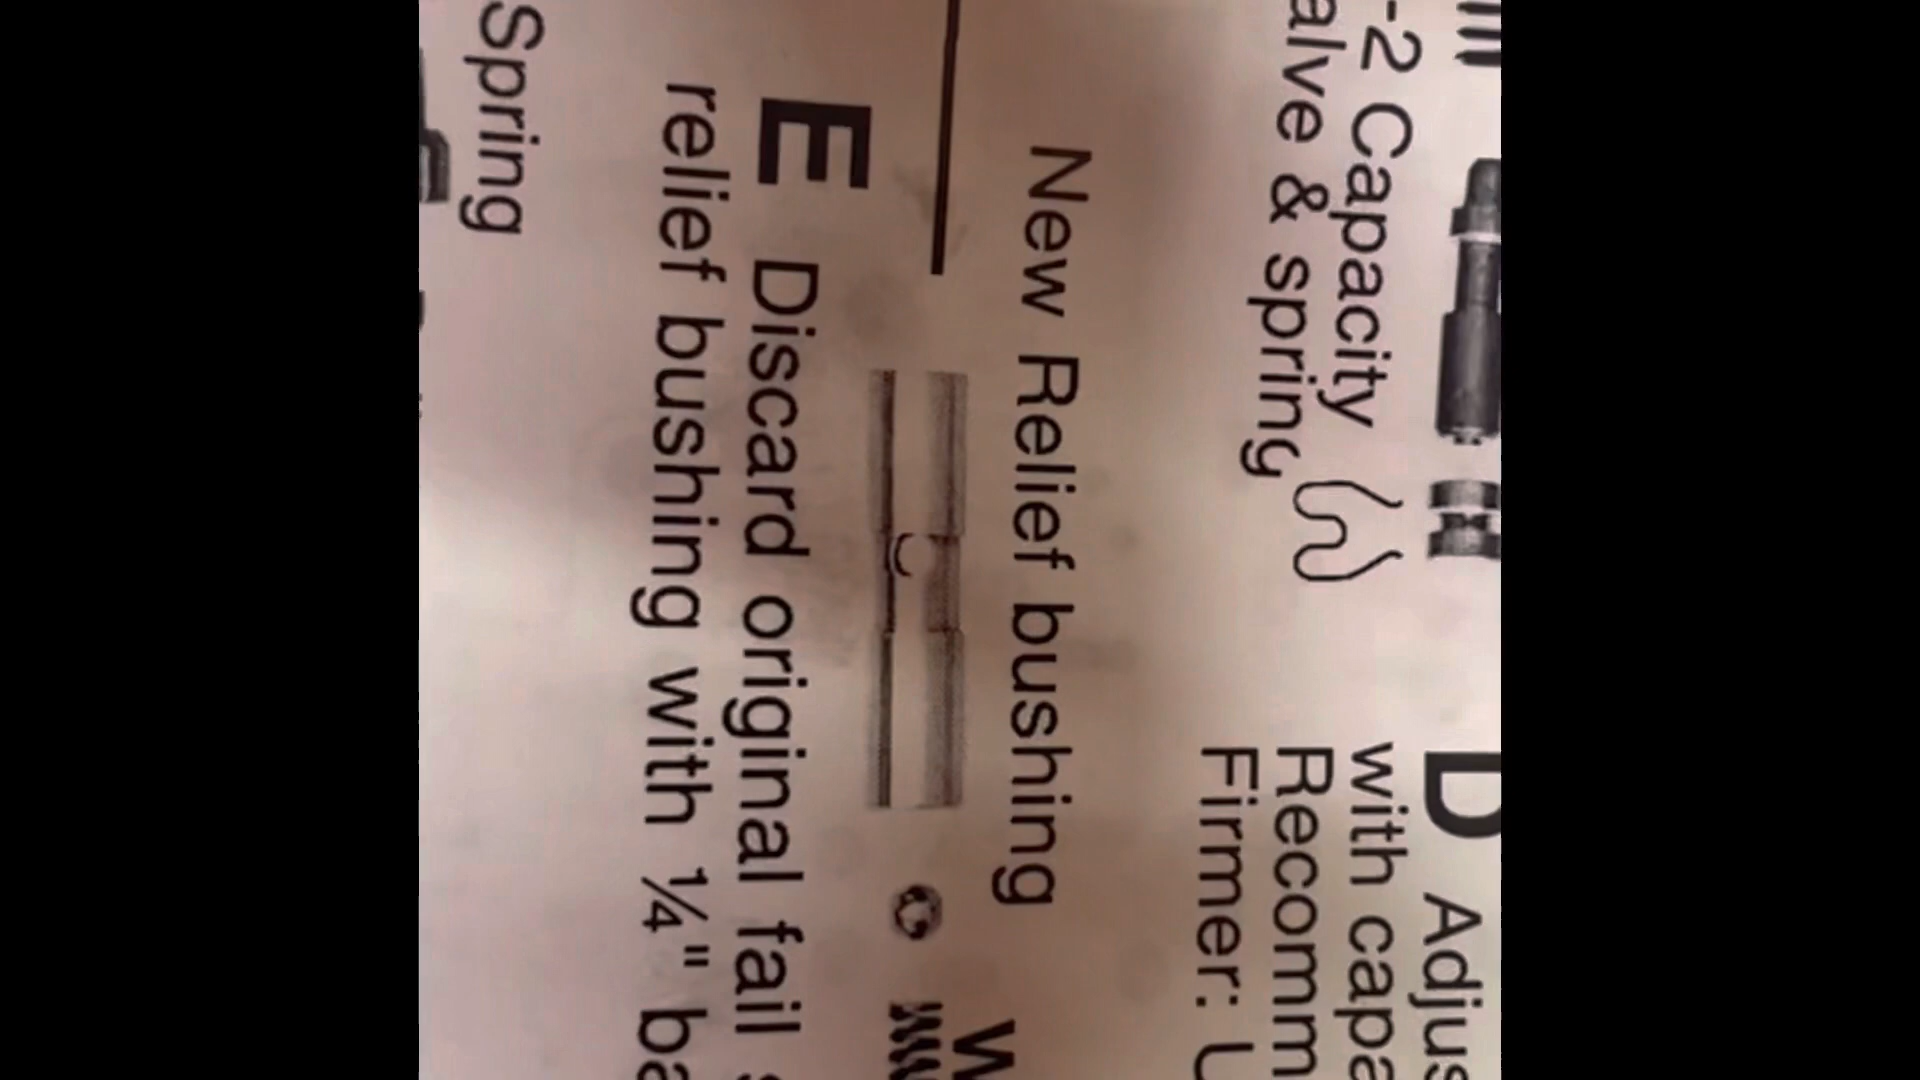 -2 Capacity
alve & spring
D Adjus
with capa
Recomm
Firmer:
New Relief bushing
E Discard original fail
relief bushing with ¼" ba
Spring